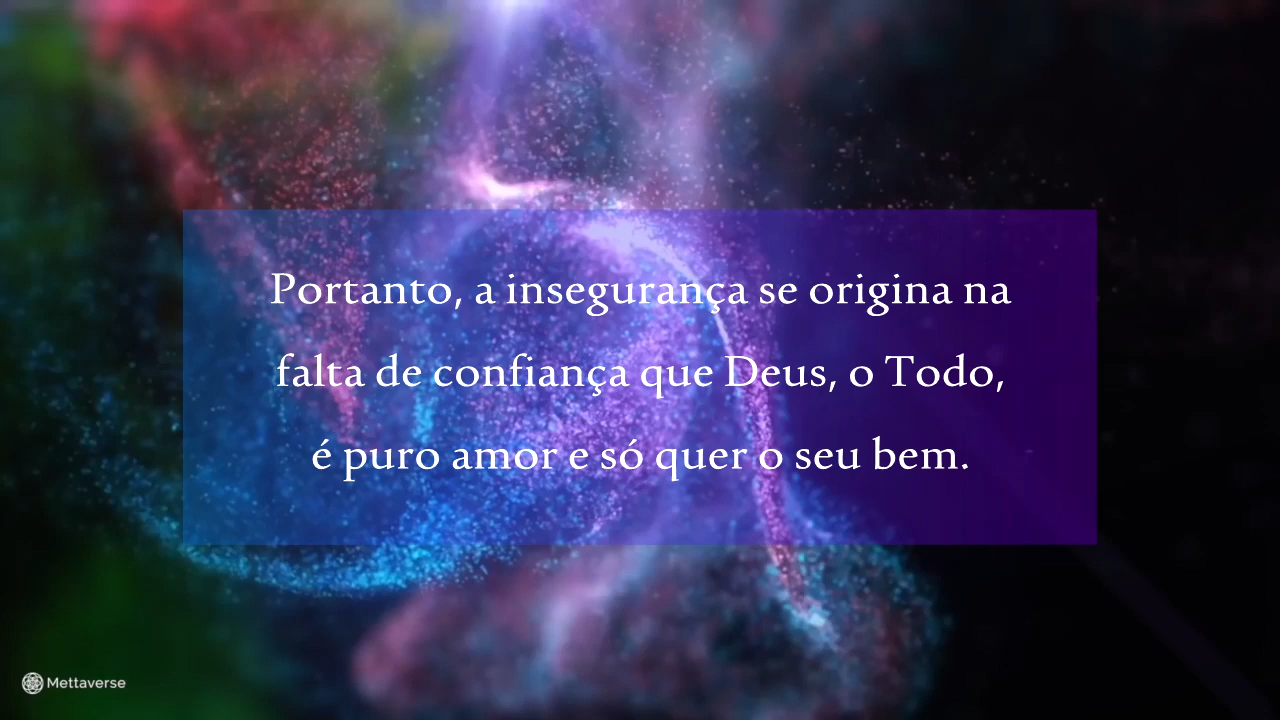 Portanto, a insegurança se origina na
falta de confiança que Deus, o Todo,
é puro amor e só quer o seu bem.
Mettaverse